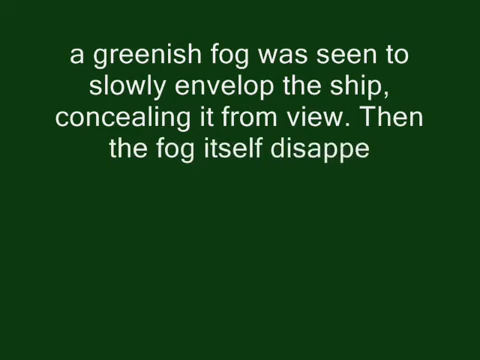 a greenish fog was seen to
slowly envelop the ship,
concealing it from view. Then
the fog itself disappe